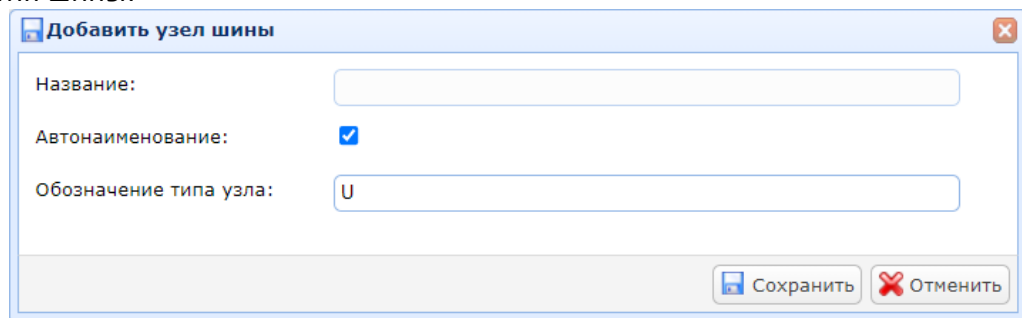 Добавить узел шины
Название:
Автонаименование:
Обозначение типа узла: U
Сохранить Отменить